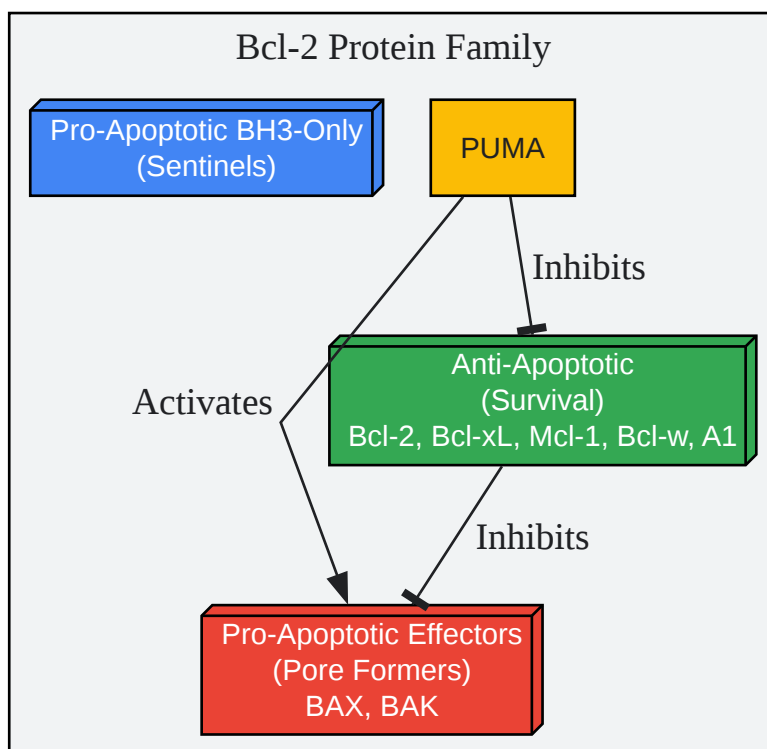 Bcl-2 Protein Family
Pro-Apoptotic BH3-Only
(Sentinels)
PUMA
Inhibits
Anti-Apoptotic
(Survival)
Bcl-2, Bcl-xL, Mcl-1, Bcl-w, A1
Activates
Inhibits
Pro-Apoptotic Effectors
(Pore Formers)
BAX, BAK